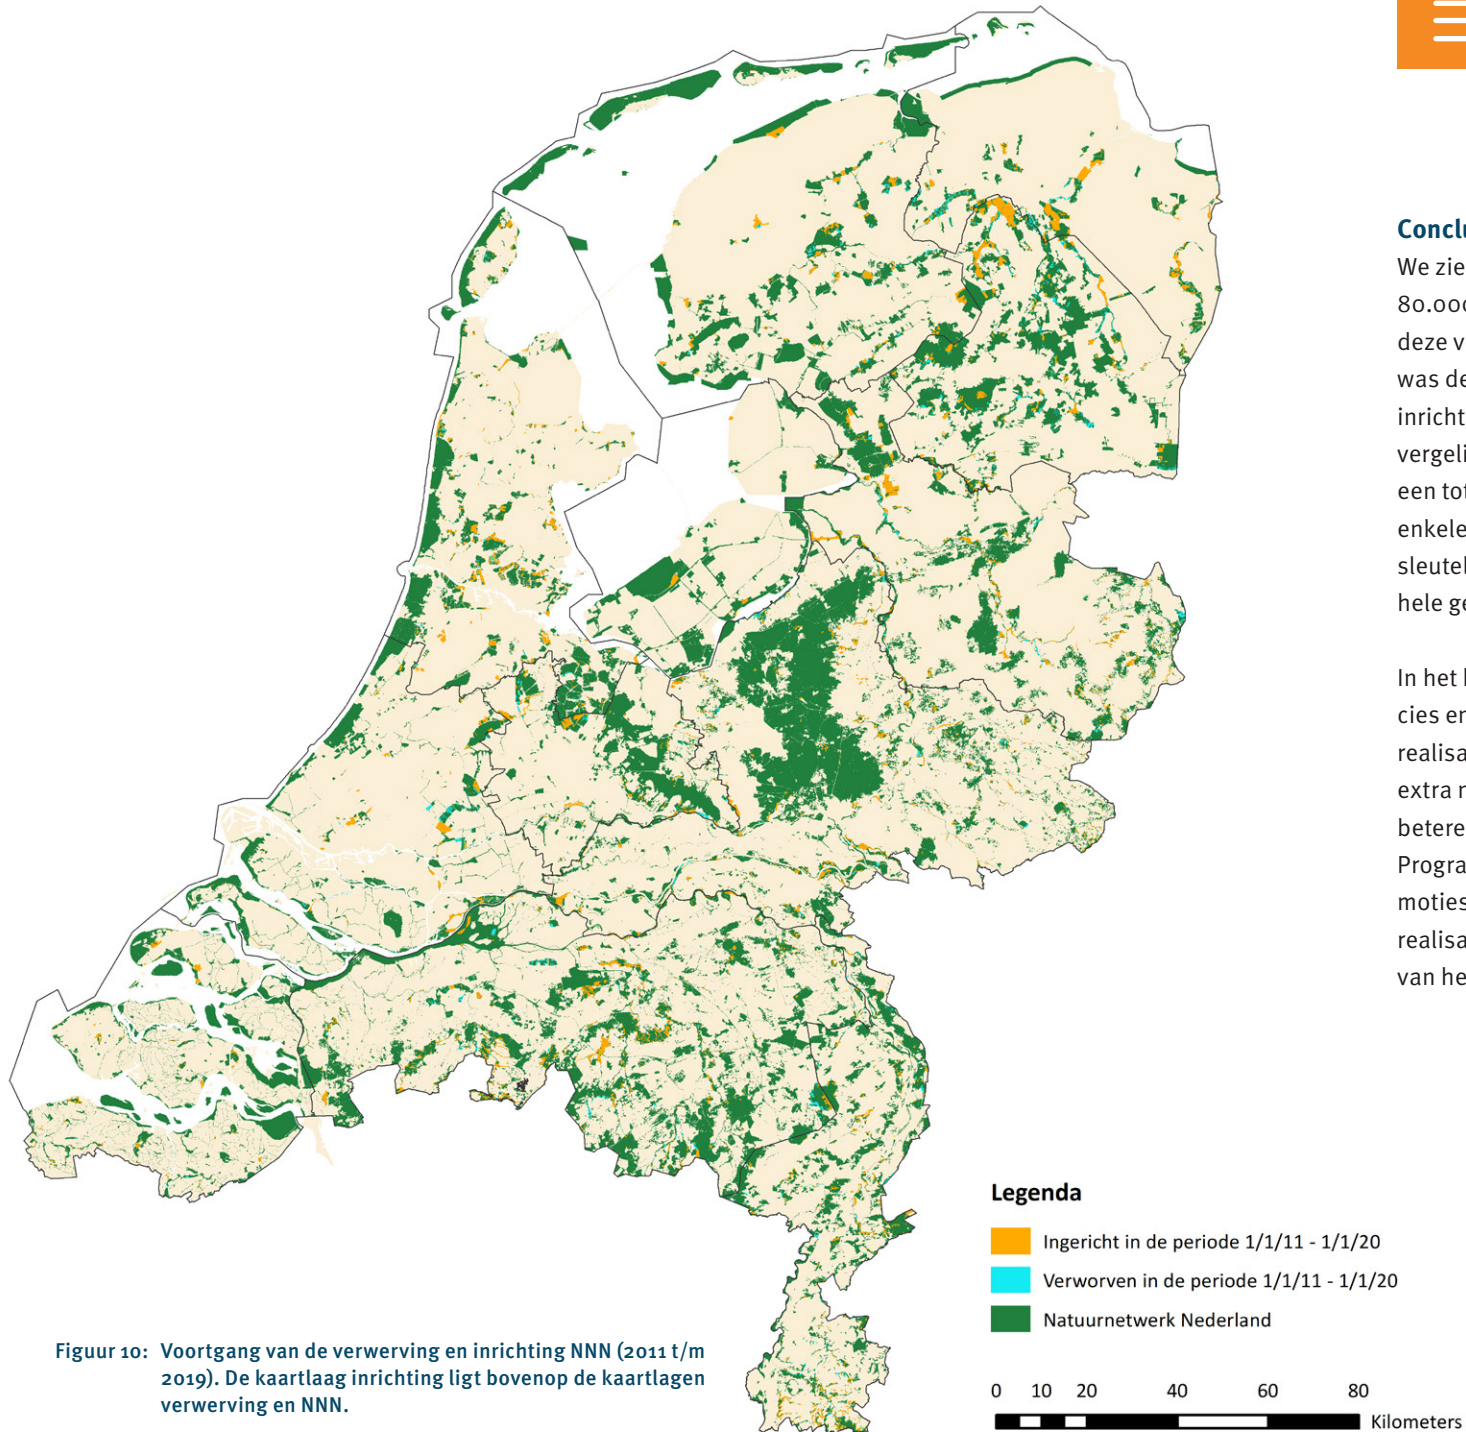 Legenda
Ingericht in de periode 1/1/11 - 1/1/20
Verworven in de periode 1/1/11 - 1/1/20
Natuurnetwerk Nederland
0 10 20 40 60 80
Kilometers
Figuur 10: Voortgang van de verwerving en inrichting NNN (2011 t/m
2019). De kaartlaag inrichting ligt bovenop de kaartlagen
verwerving en NNN.
Conclu
We zie
80.000
deze v
was de
inricht
vergeli
een tot
enkele
sleutel
hele ge
In het
cies en
realisa
extra
betere
Progra
moties
realisa
van he